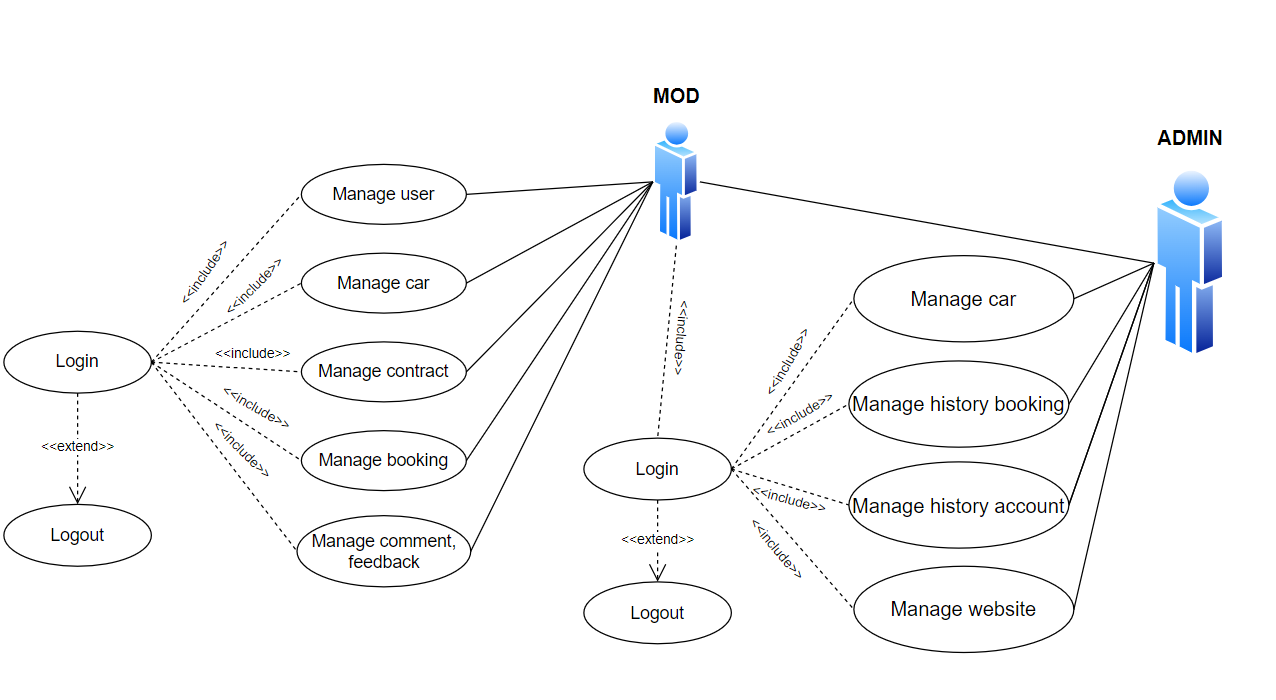 MOD
ADMIN
Manage user
<<include>>
Manage car
<<include>>
Manage car
<<include>>
<<include>>
Login
<<include>>
Manage contract
<<include>>
Manage history booking
<<include>>
<<extend>>
<<include>>
Manage booking
Login
<<include>>
Manage history account
Logout
<<extend>>
Manage comment,
feedback
<<include>>
Logout
Manage website